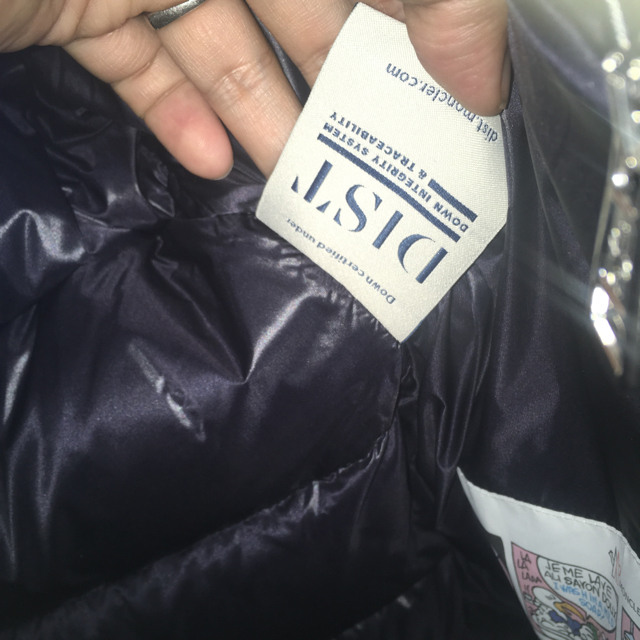 Down certified under
DIST
DOWN INTEGRITY SYSTEM
& TRACEABILITY
dist.moncler.com
JE ME LAVE
AU SAVON